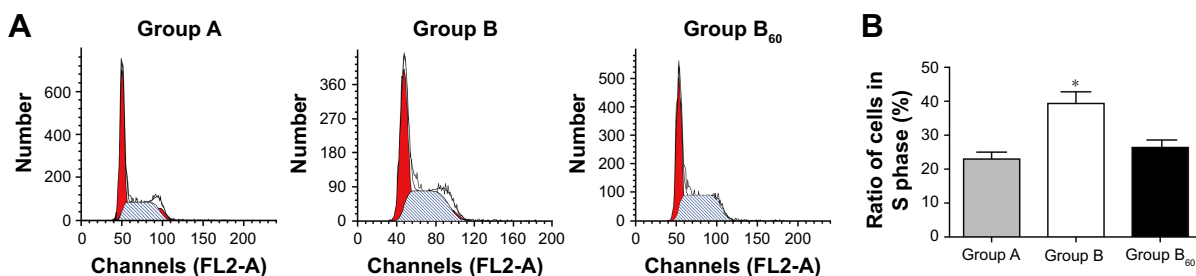 A
Group A
Number
600
400
200
0
0 50 100 150 200
Channels (FL2-A)
Group B
Number
360
270
180
90
0
0 40 80 120 160 200 240
Channels (FL2-A)
Group B60
Number
500
400
300
200
100
0
0 50 100 150 200
Channels (FL2-A)
B
Ratio of cells in
S phase (%)
50
40
30
20
10
0
*
Group A Group B Group B60